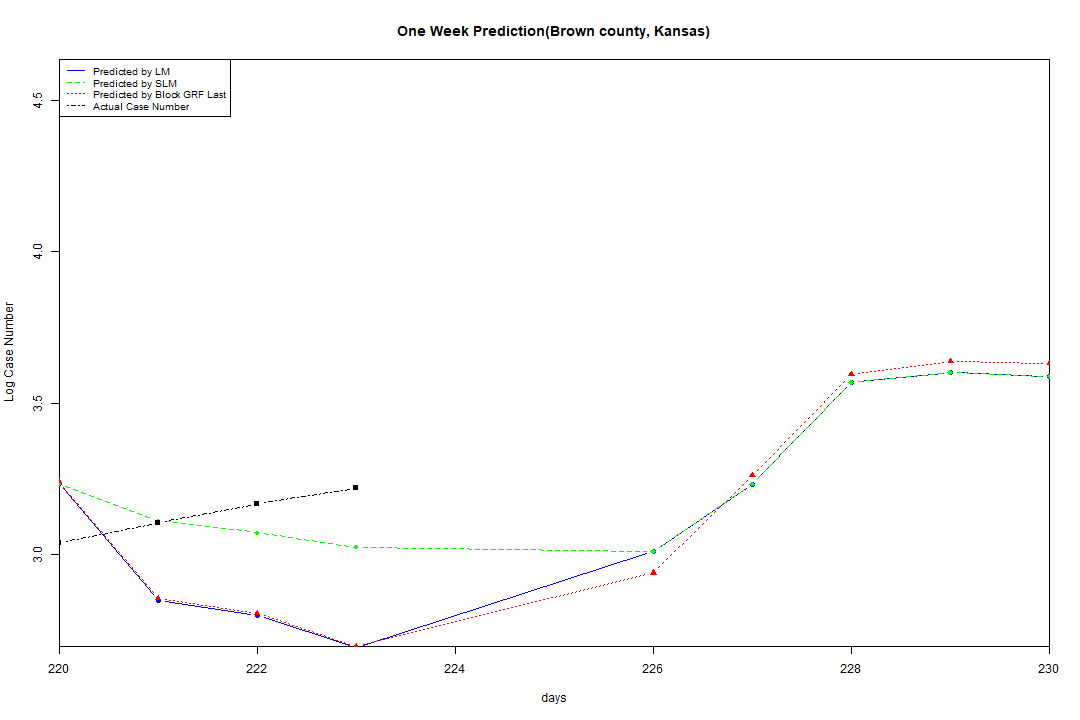 One Week Prediction(Brown county, Kansas)
Predicted by LM
Predicted by SLM
Predicted by Block GRF Last
Actual Case Number
4.5
4.0
3.5
3.0
Log Case Number
220 222 224 226 228 230
days